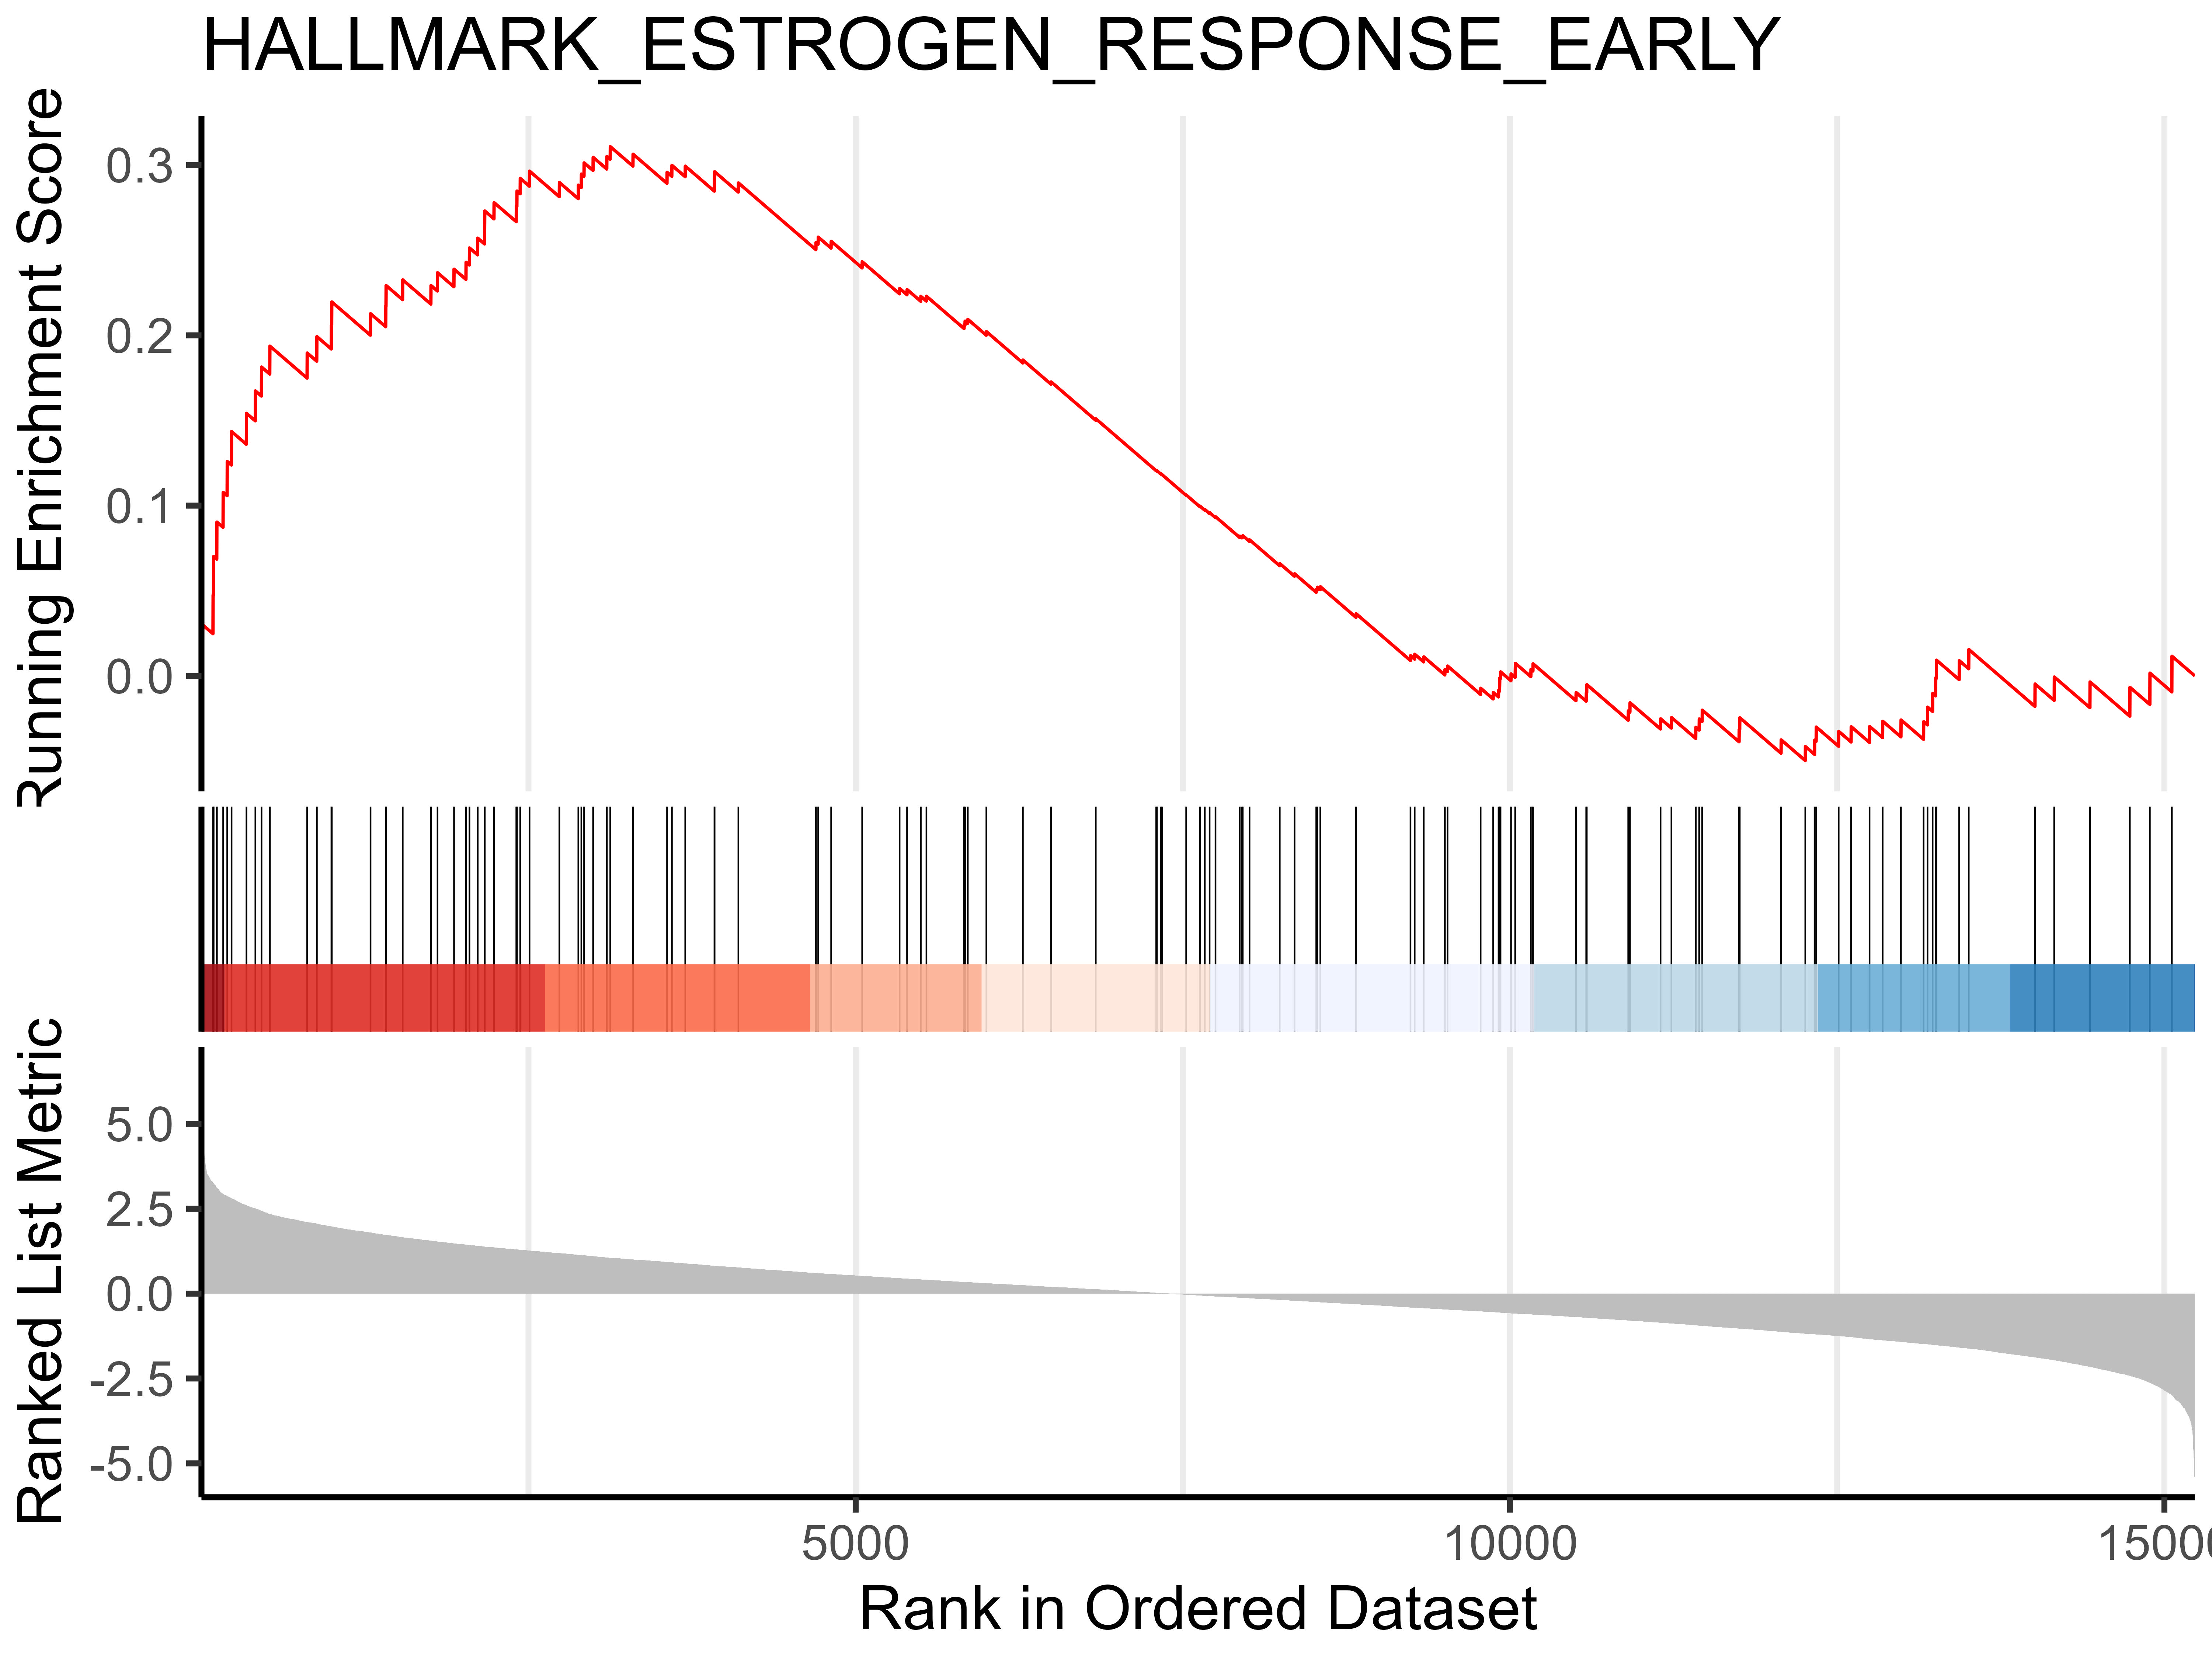 HALLMARK_ESTROGEN_RESPONSE_EARLY
Running Enrichment Score
0.3
0.2
0.1
0.0
Ranked List Metric
5.0
2.5
0.0
-2.5
-5.0
5000 10000 15000
Rank in Ordered Dataset